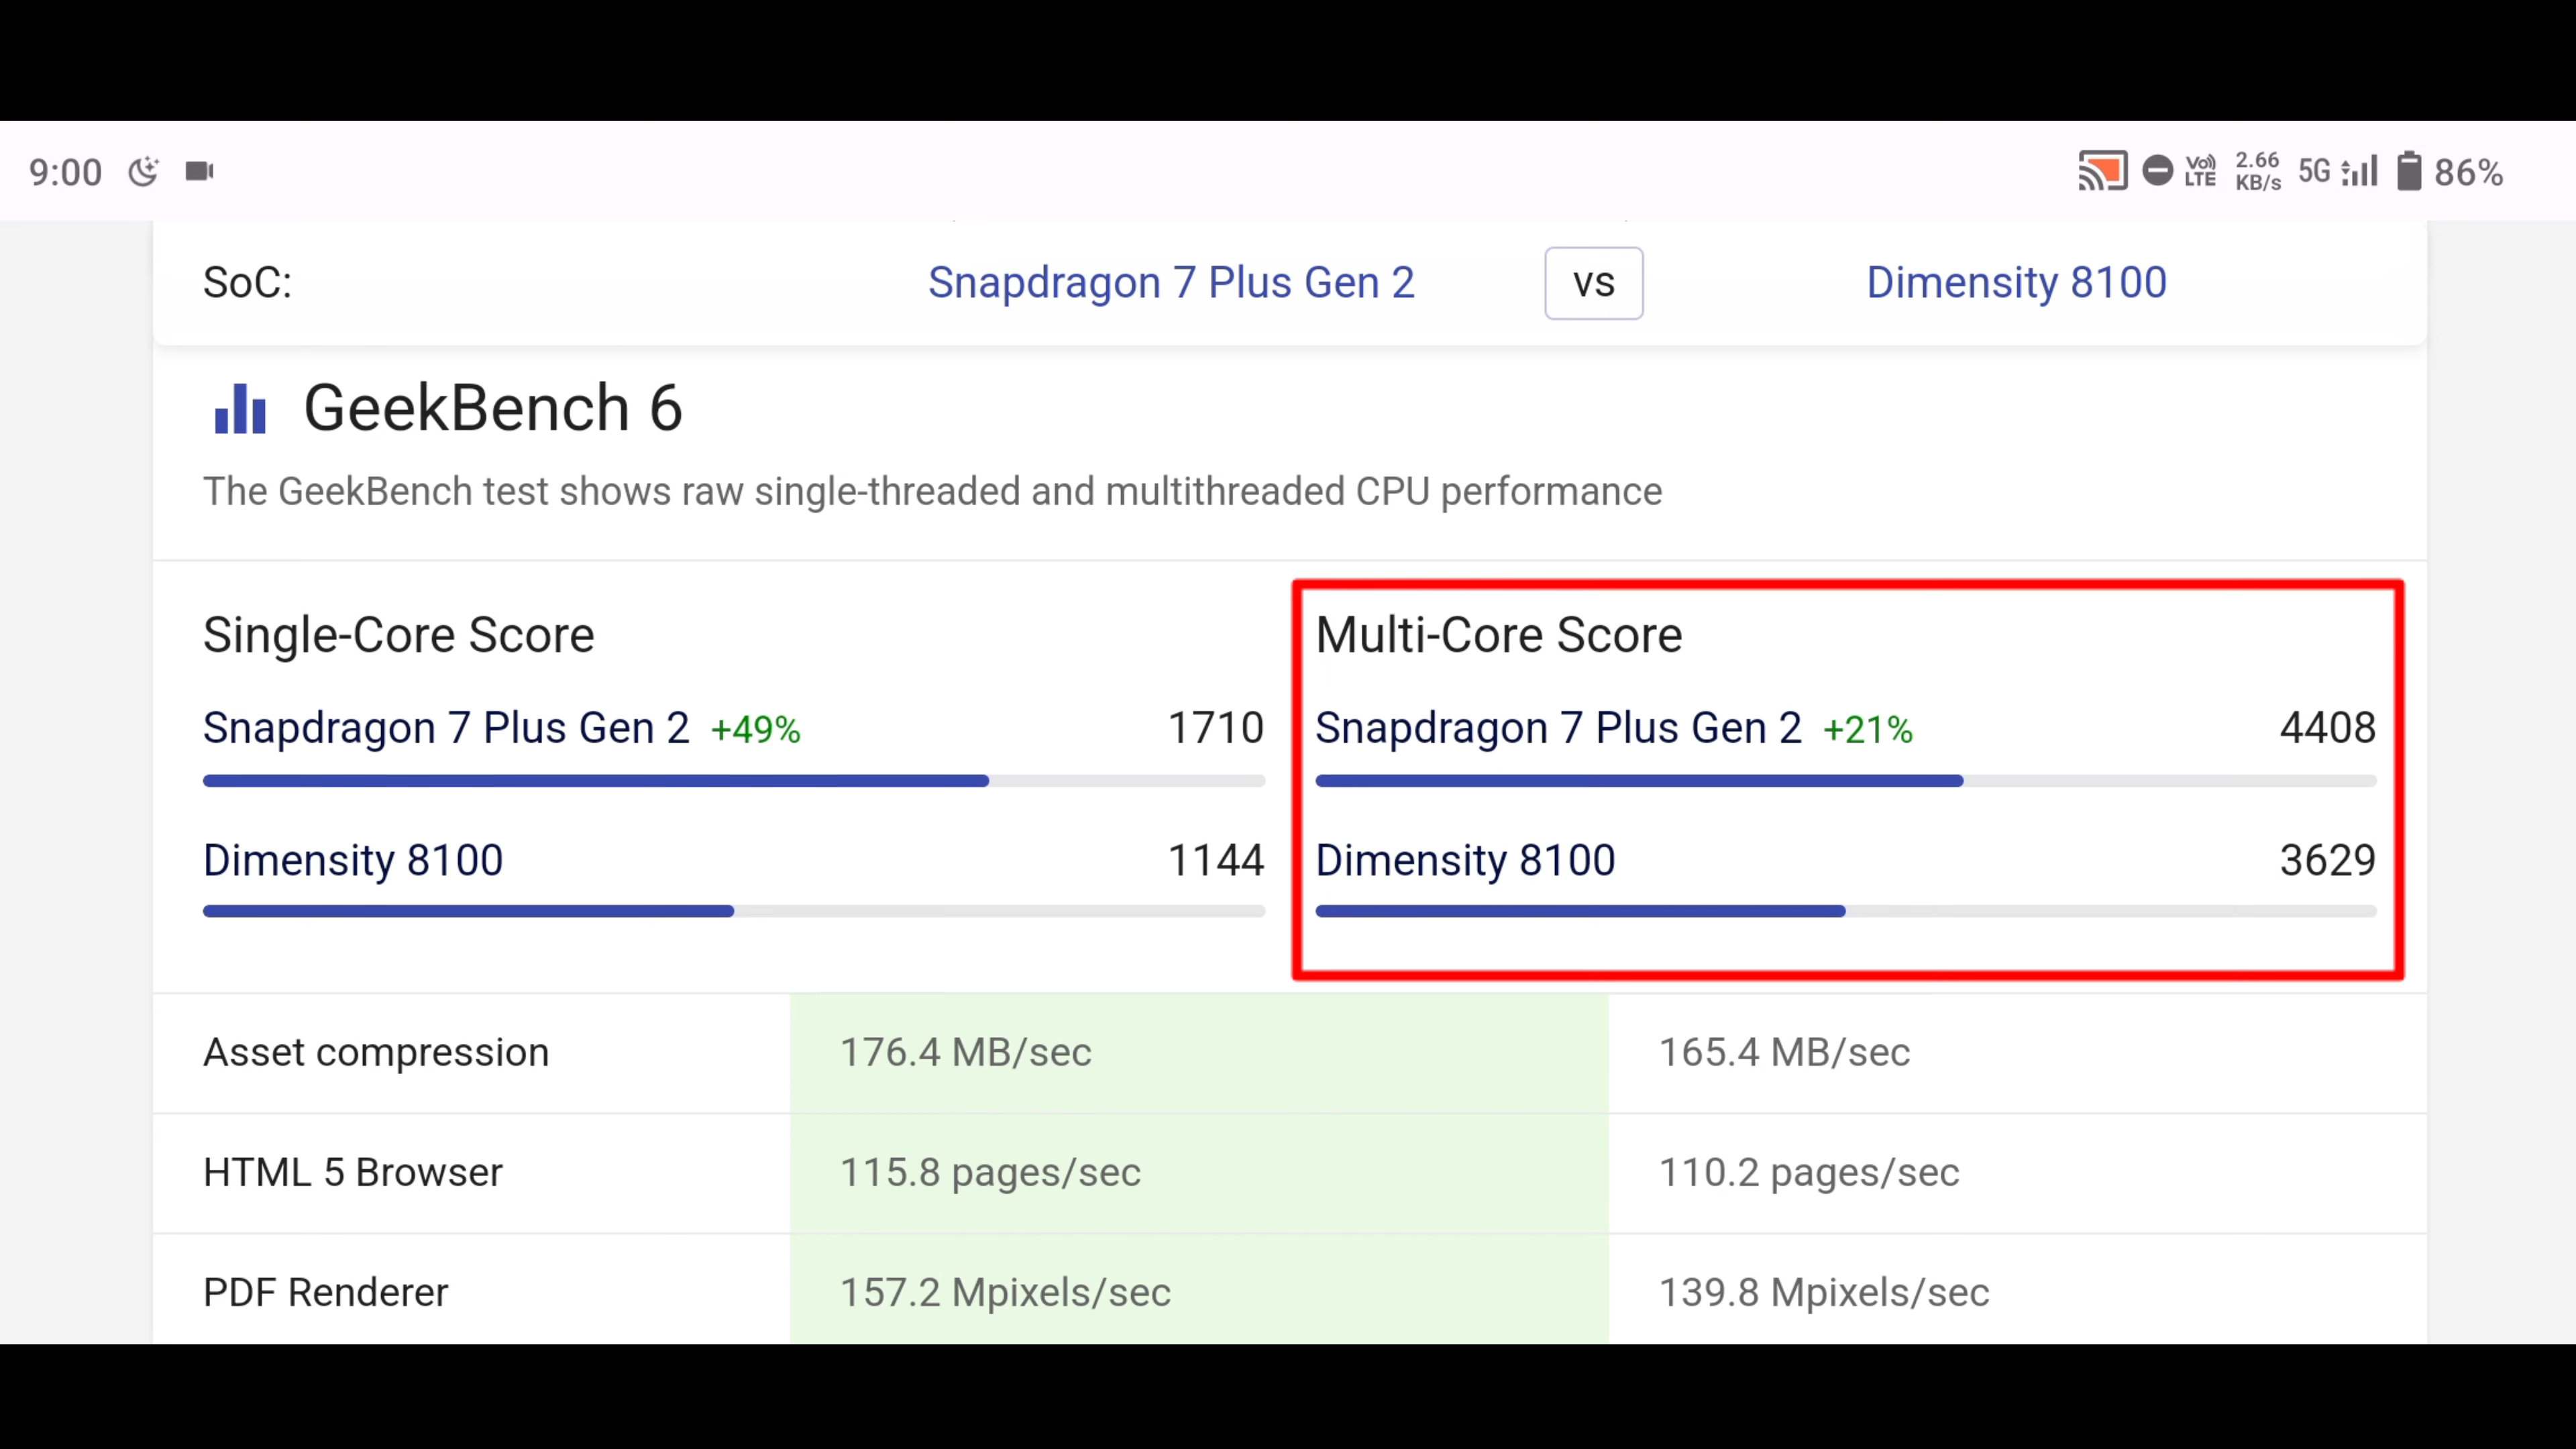 9:00 Vo)) LTE 2.66 KB/s 5G 86%
SoC: Snapdragon 7 Plus Gen 2 vs Dimensity 8100
GeekBench 6
The GeekBench test shows raw single-threaded and multithreaded CPU performance
Single-Core Score
Snapdragon 7 Plus Gen 2 +49% 1710
Dimensity 8100 1144
Multi-Core Score
Snapdragon 7 Plus Gen 2 +21% 4408
Dimensity 8100 3629
Asset compression 176.4 MB/sec 165.4 MB/sec
HTML 5 Browser 115.8 pages/sec 110.2 pages/sec
PDF Renderer 157.2 Mpixels/sec 139.8 Mpixels/sec